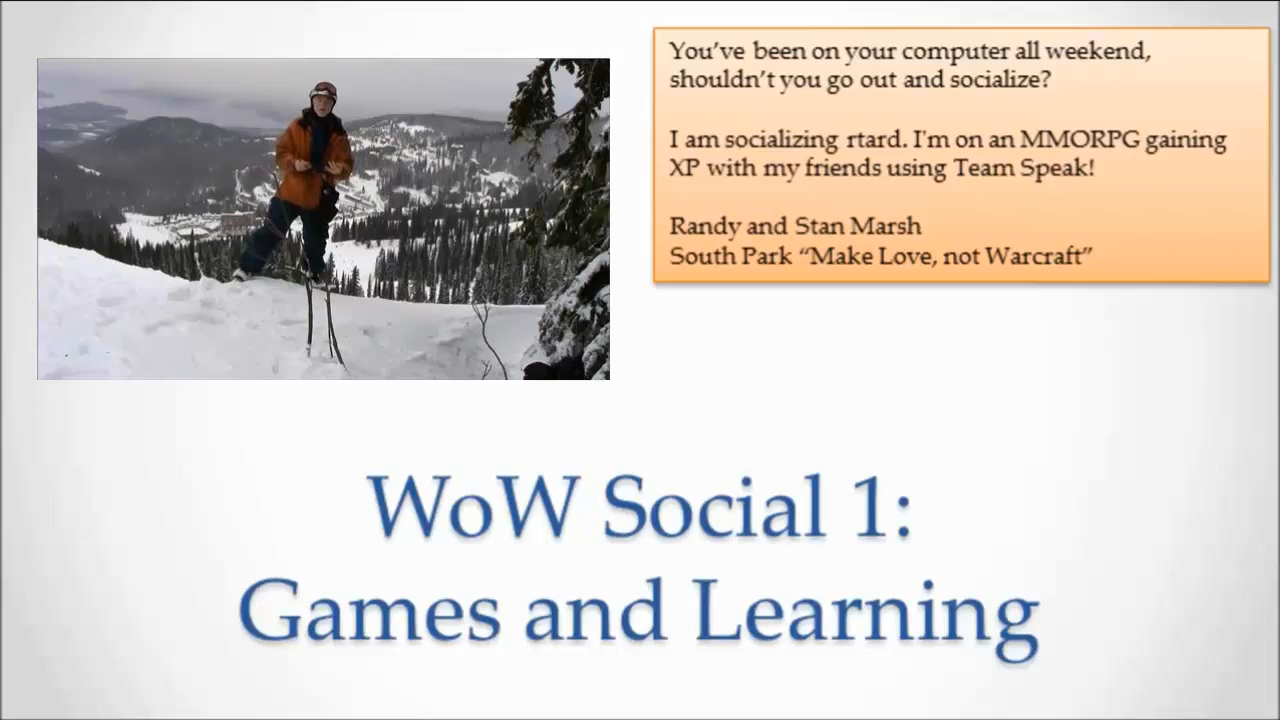 You’ve been on your computer all weekend,
shouldn’t you go out and socialize?
I am socializing rtard. I'm on an MMORPG gaining
XP with my friends using Team Speak!
Randy and Stan Marsh
South Park “Make Love, not Warcraft”
WoW Social 1:
Games and Learning